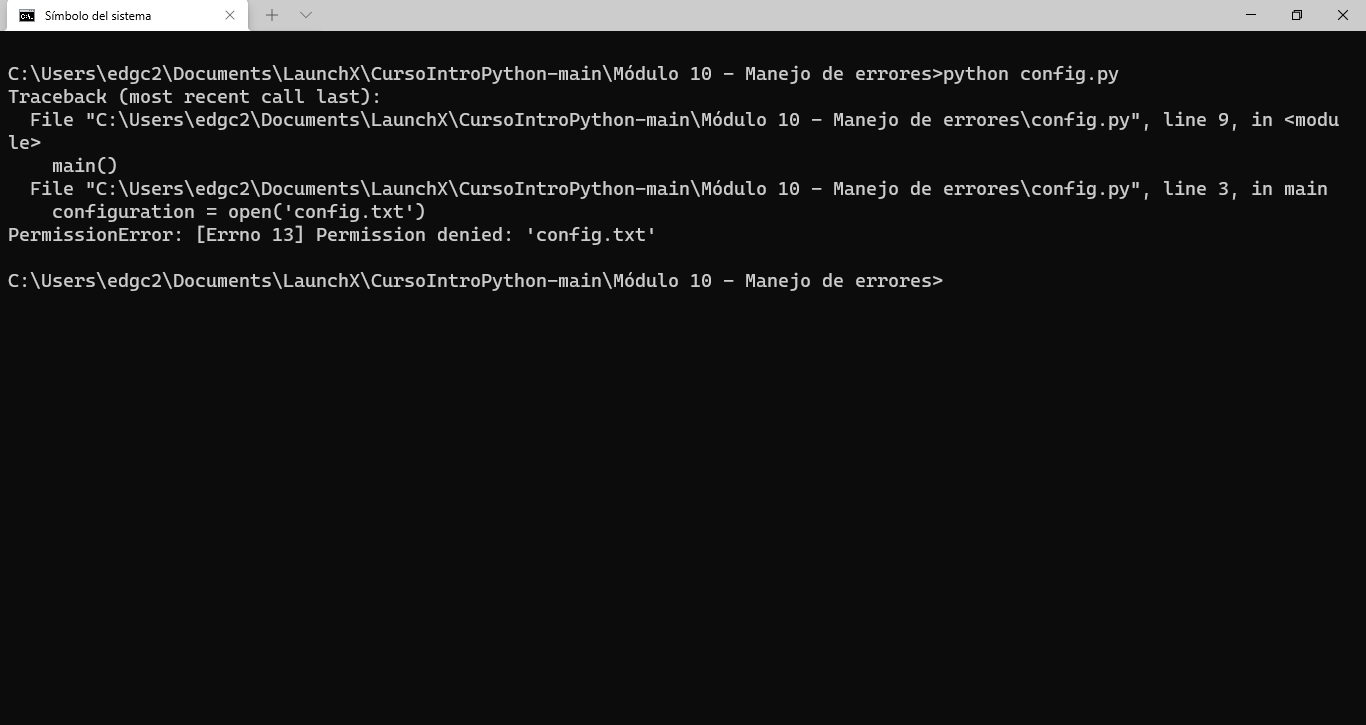 Símbolo del sistema
C:\Users\edgc2\Documents\LaunchX\CursoIntroPython-main\Módulo 10 - Manejo de errores>python config.py
Traceback (most recent call last):
  File "C:\Users\edgc2\Documents\LaunchX\CursoIntroPython-main\Módulo 10 - Manejo de errores\config.py", line 9, in <modu
le>
    main()
  File "C:\Users\edgc2\Documents\LaunchX\CursoIntroPython-main\Módulo 10 - Manejo de errores\config.py", line 3, in main
    configuration = open('config.txt')
PermissionError: [Errno 13] Permission denied: 'config.txt'
C:\Users\edgc2\Documents\LaunchX\CursoIntroPython-main\Módulo 10 - Manejo de errores>